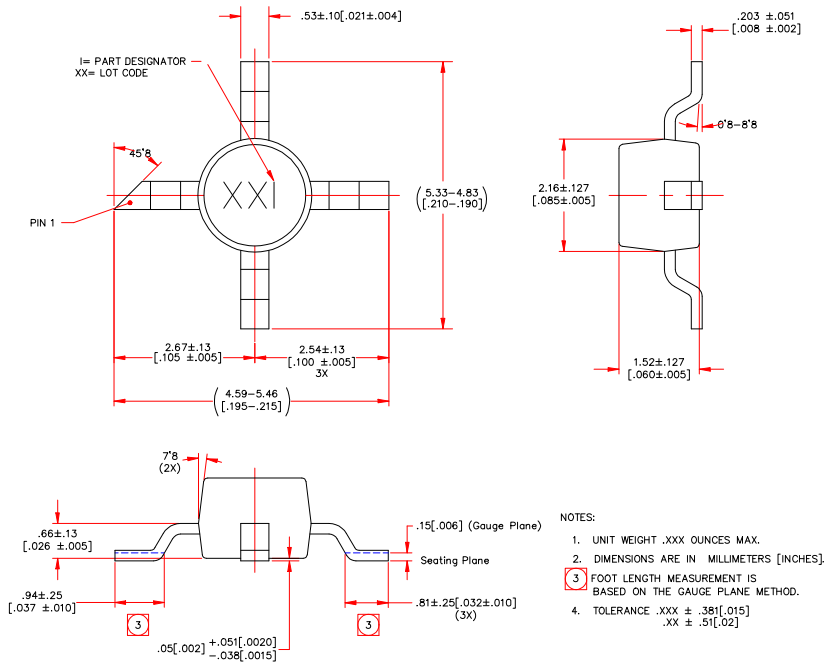 .53±.10[.021±.004]
I= PART DESIGNATOR
XX= LOT CODE
45°8
XXI
PIN 1
5.33-4.83
[.210-.190]
2.67±.13
[.105 ±.005]
2.54±.13
[.100 ±.005]
3X
4.59-5.46
[.195-.215]
.203 ±.051
[.008 ±.002]
0°8-8°8
2.16±.127
[.085±.005]
1.52±.127
[.060±.005]
7°8
(2X)
.66±.13
[.026 ±.005]
.15[.006] (Gauge Plane)
Seating Plane
.94±.25
[.037 ±.010]
3
3
.81±.25[.032±.010]
(3X)
.05[.002] +.051[.0020]
-.038[.0015]
NOTES:
1. UNIT WEIGHT .XXX OUNCES MAX.
2. DIMENSIONS ARE IN MILLIMETERS [INCHES].
3 FOOT LENGTH MEASUREMENT IS
BASED ON THE GAUGE PLANE METHOD.
4. TOLERANCE .XXX ± .381[.015]
.XX ± .51[.02]